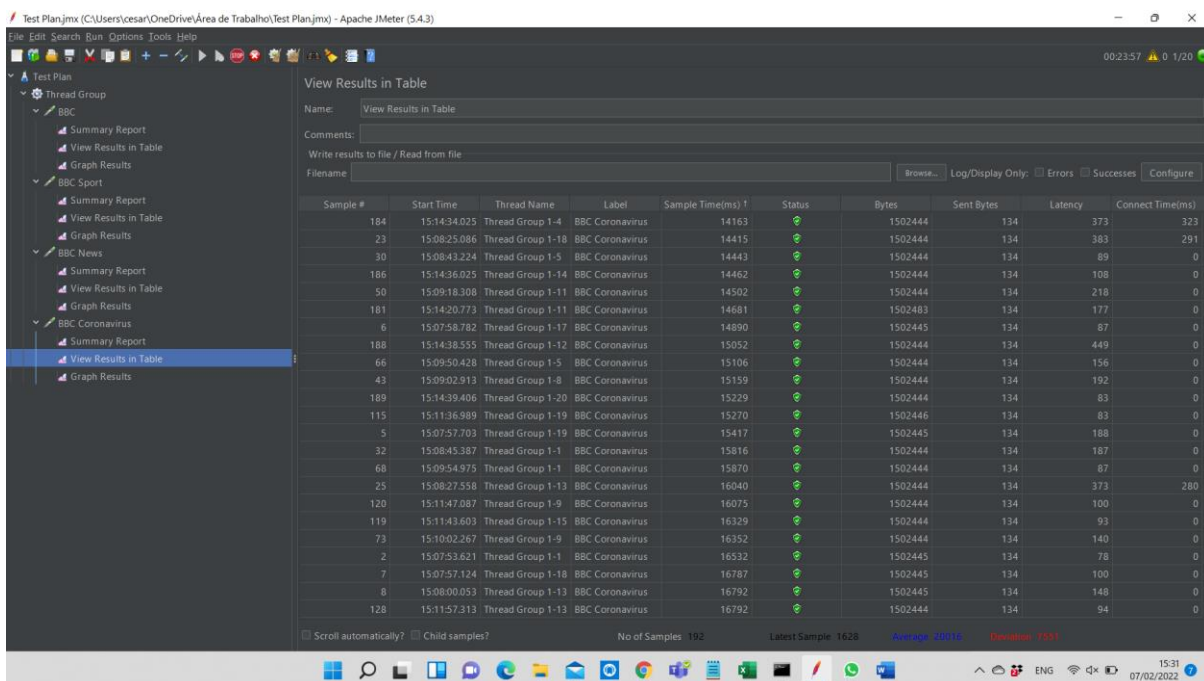 Test Plan.jmx (C:\Users\cesar\OneDrive\Área de Trabalho\Test Plan.jmx) - Apache JMeter (5.4.3)
File Edit Search Run Options Tools Help
00:23:57 0 1/20
Test Plan
Thread Group
BBC
Summary Report
View Results in Table
Graph Results
BBC Sport
Summary Report
View Results in Table
Graph Results
BBC News
Summary Report
View Results in Table
Graph Results
BBC Coronavirus
Summary Report
View Results in Table
Graph Results
View Results in Table
Name: View Results in Table
Comments:
Write results to file / Read from file
Filename Browse... Log/Display Only: Errors Successes Configure
Sample # Start Time Thread Name Label Sample Time(ms) ↑ Status Bytes Sent Bytes Latency Connect Time(ms)
184 15:14:34.025 Thread Group 1-4 BBC Coronavirus 14163 1502444 134 373 323
23 15:08:25.086 Thread Group 1-18 BBC Coronavirus 14415 1502444 134 383 291
30 15:08:43.224 Thread Group 1-5 BBC Coronavirus 14443 1502444 134 89 0
186 15:14:36.025 Thread Group 1-14 BBC Coronavirus 14462 1502444 134 108 0
50 15:09:18.308 Thread Group 1-11 BBC Coronavirus 14502 1502444 134 218 0
181 15:14:20.773 Thread Group 1-11 BBC Coronavirus 14681 1502483 134 177 0
6 15:07:58.782 Thread Group 1-17 BBC Coronavirus 14890 1502445 134 87 0
188 15:14:38.555 Thread Group 1-12 BBC Coronavirus 15052 1502444 134 449 0
66 15:09:50.428 Thread Group 1-5 BBC Coronavirus 15106 1502444 134 156 0
43 15:09:02.913 Thread Group 1-8 BBC Coronavirus 15159 1502444 134 192 0
189 15:14:39.406 Thread Group 1-20 BBC Coronavirus 15229 1502444 134 83 0
115 15:11:36.989 Thread Group 1-19 BBC Coronavirus 15270 1502446 134 83 0
5 15:07:57.703 Thread Group 1-19 BBC Coronavirus 15417 1502445 134 188 0
32 15:08:45.387 Thread Group 1-1 BBC Coronavirus 15816 1502444 134 187 0
68 15:09:54.975 Thread Group 1-1 BBC Coronavirus 15870 1502444 134 87 0
25 15:08:27.558 Thread Group 1-13 BBC Coronavirus 16040 1502444 134 373 280
120 15:11:47.087 Thread Group 1-9 BBC Coronavirus 16075 1502444 134 100 0
119 15:11:43.603 Thread Group 1-15 BBC Coronavirus 16329 1502444 134 93 0
73 15:10:02.267 Thread Group 1-9 BBC Coronavirus 16352 1502444 134 140 0
2 15:07:53.621 Thread Group 1-1 BBC Coronavirus 16532 1502445 134 78 0
7 15:07:57.124 Thread Group 1-18 BBC Coronavirus 16787 1502445 134 100 0
8 15:08:00.053 Thread Group 1-13 BBC Coronavirus 16792 1502445 134 148 0
128 15:11:57.313 Thread Group 1-13 BBC Coronavirus 16792 1502444 134 94 0
Scroll automatically? Child samples? No of Samples 192 Latest Sample 1628 Average 20016 Deviation
ENG 15:31
07/02/2022